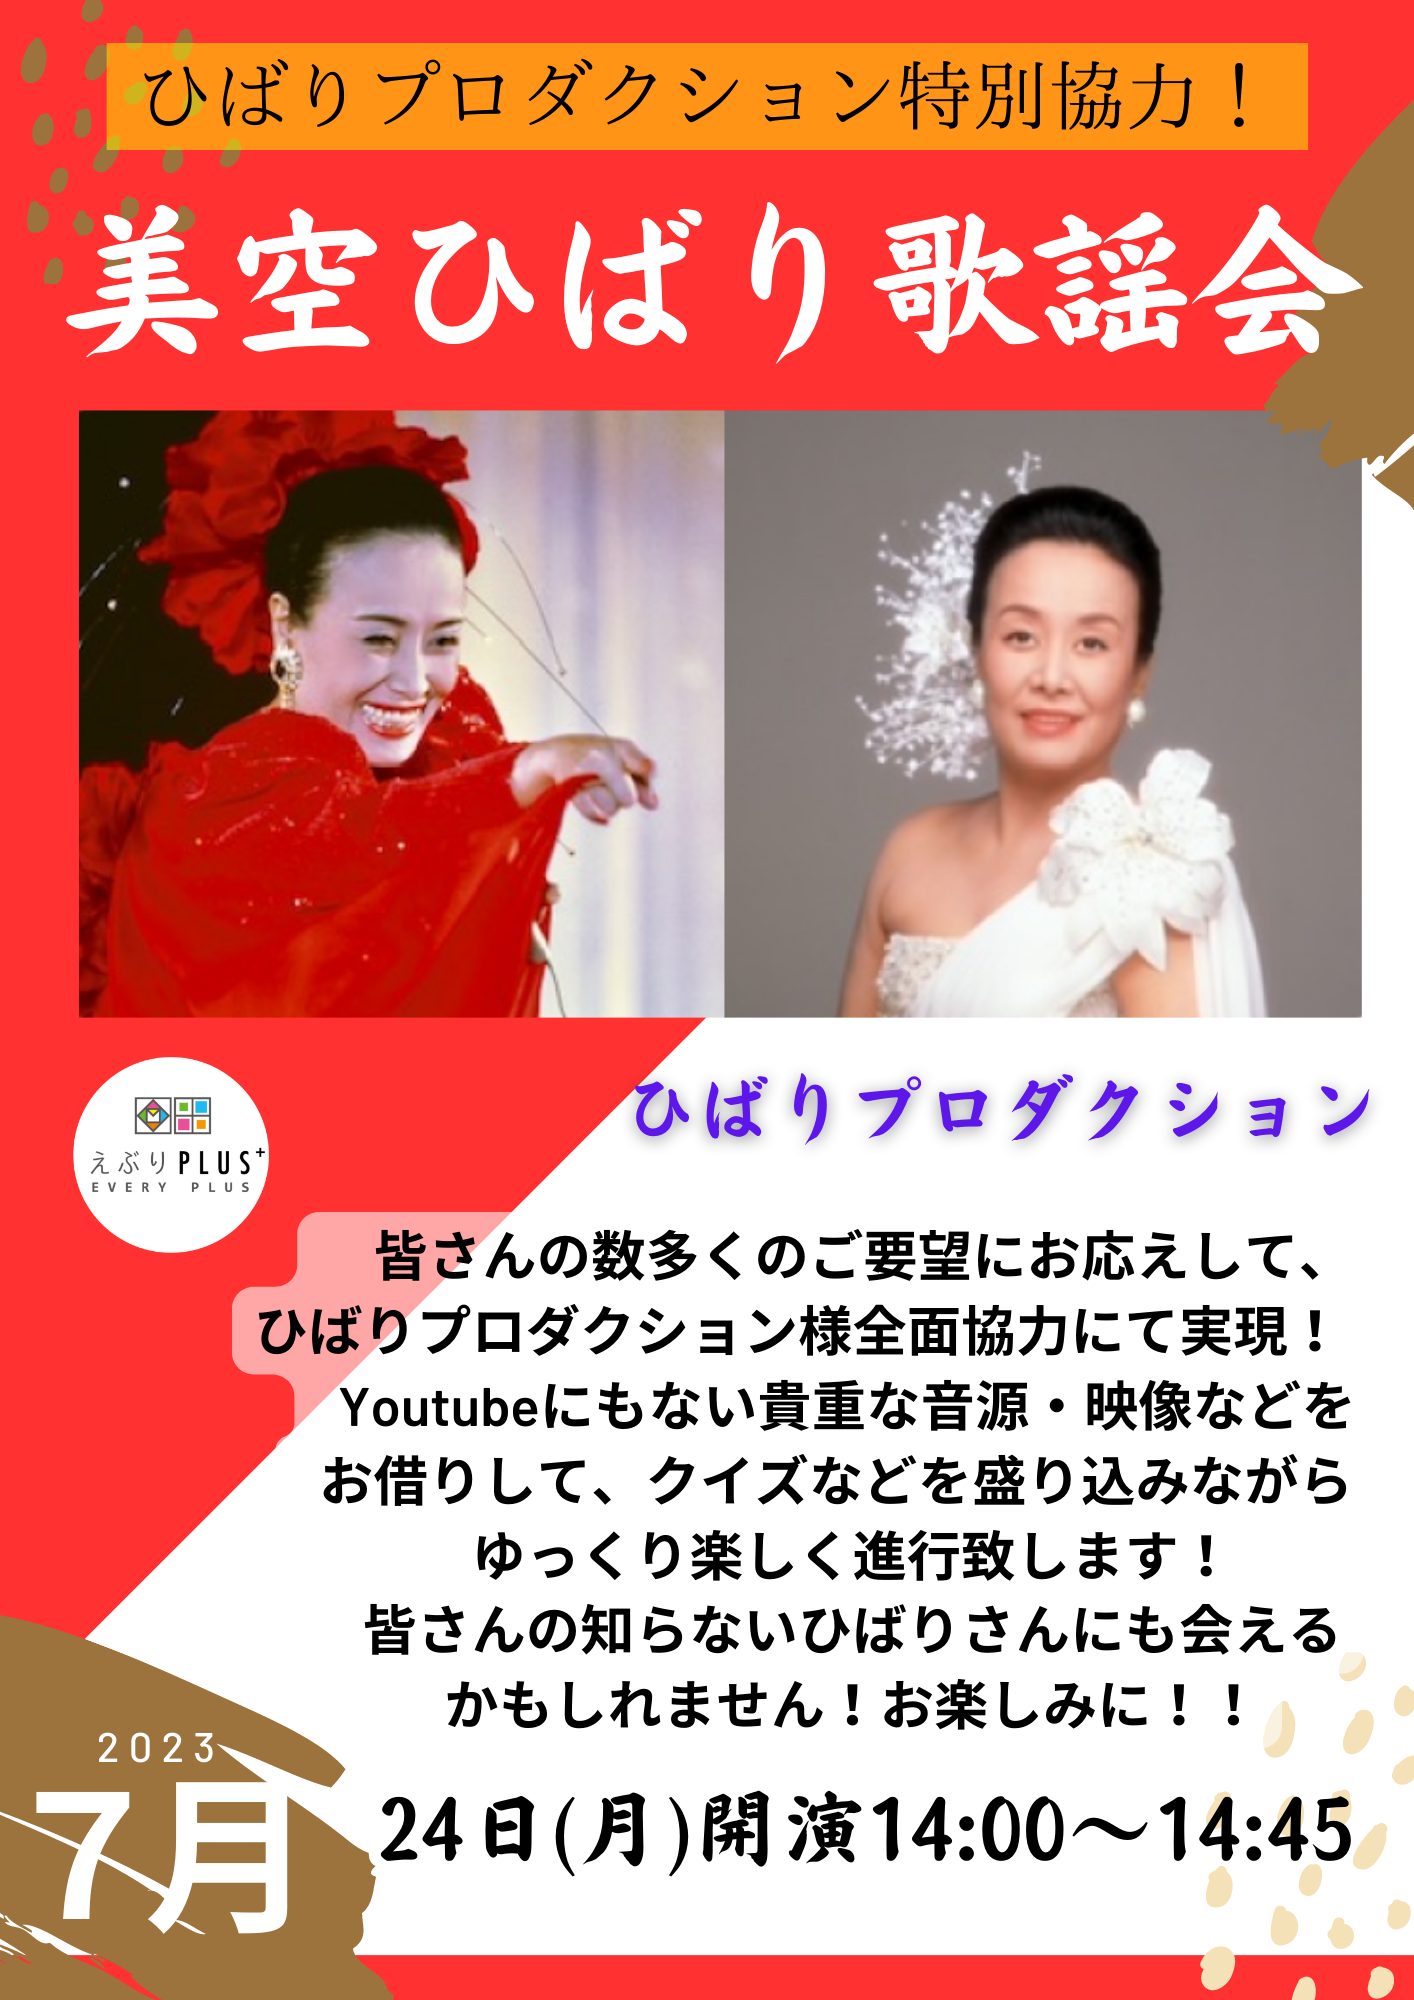 ひばりプロダクション特別協力！
美空ひばり歌謡会
ひばりプロダクション
えぶりPLUS+
EVERY PLUS
皆さんの数多くのご要望にお応えして、
ひばりプロダクション様全面協力にて実現！
Youtubeにもない貴重な音源・映像などを
お借りして、クイズなどを盛り込みながら
ゆっくり楽しく進行致します！
皆さんの知らないひばりさんにも会える
かもしれません！お楽しみに！！
2023
7月
24日(月)開演14:00〜14:45